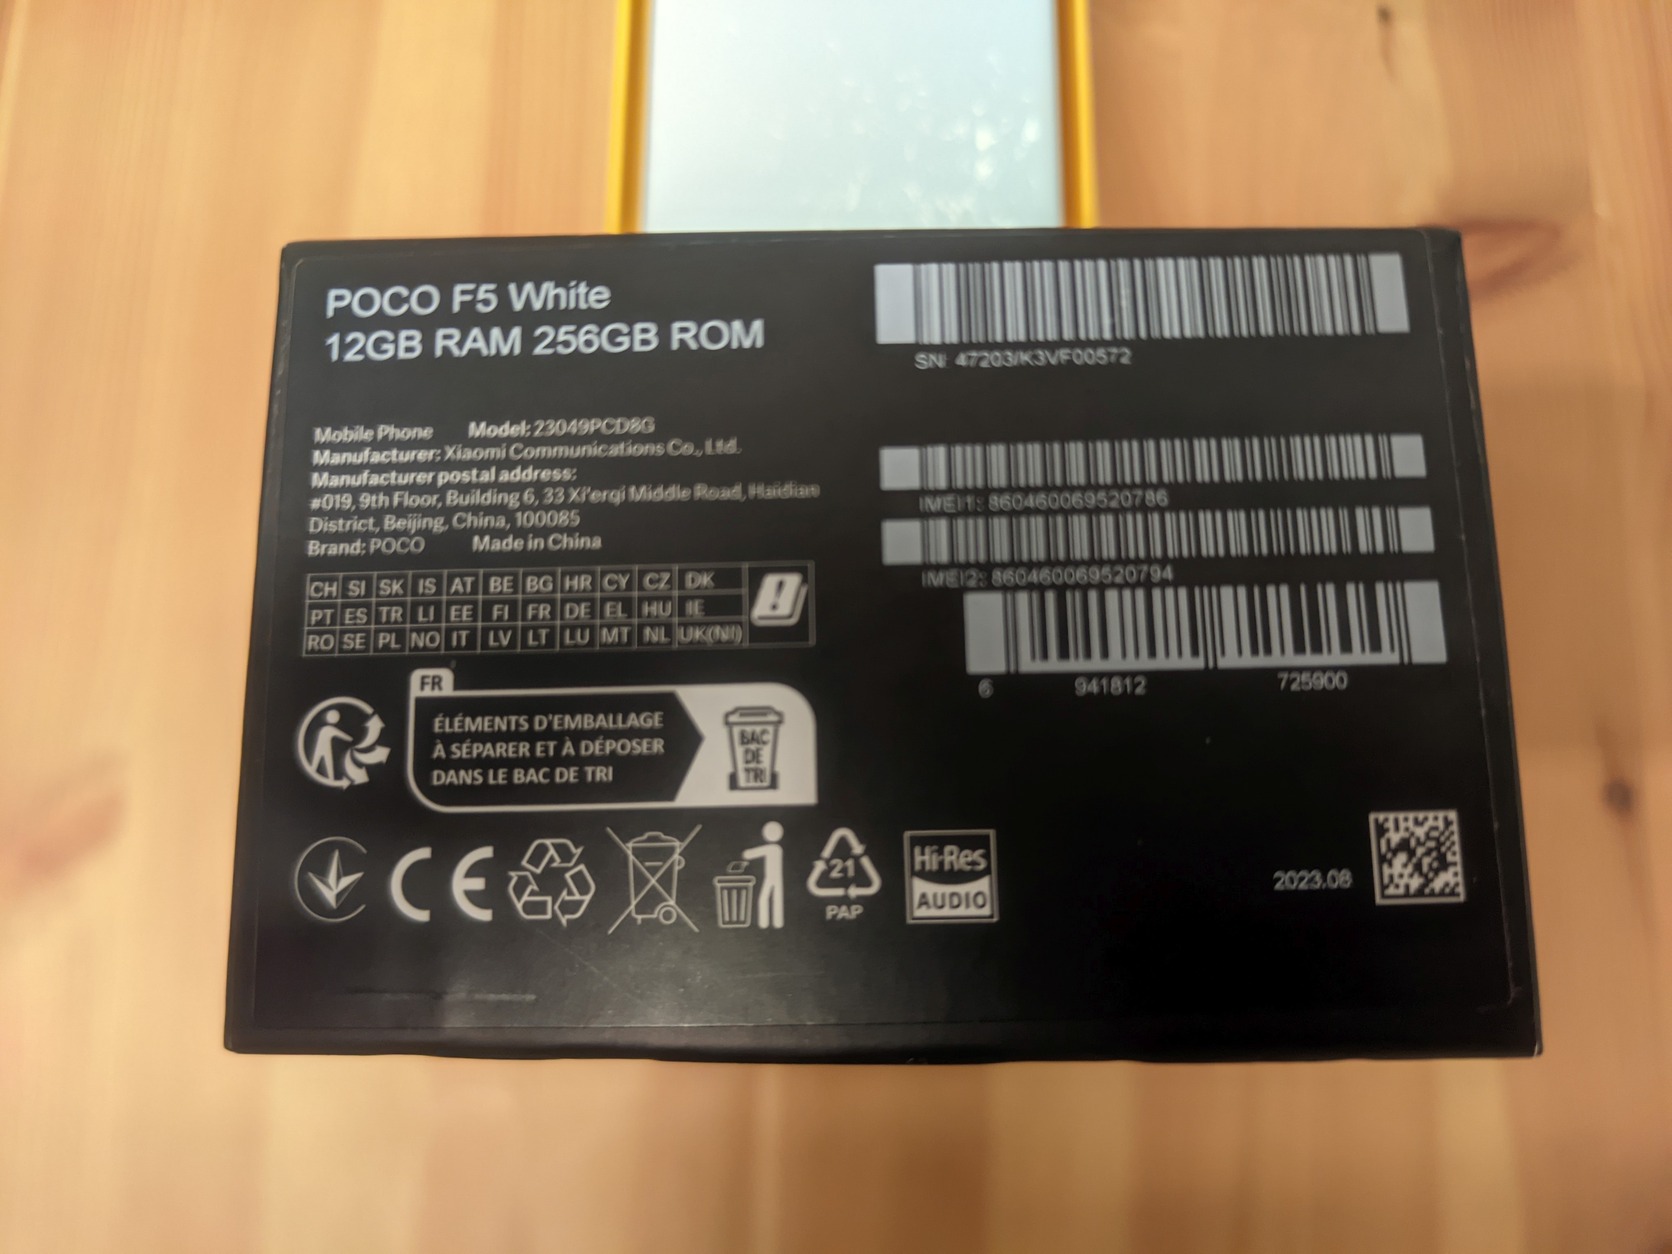 POCO F5 White
12GB RAM 256GB ROM
SN: 47203/K3VF00572
Mobile Phone Model: 23049PCD8G
Manufacturer: Xiaomi Communications Co., Ltd.
Manufacturer postal address:
#019, 9th Floor, Building 6, 33 Xi'erqi Middle Road, Haidian
District, Beijing, China, 100085
Brand: POCO Made in China
IMEI1: 860460069520786
IMEI2: 860460069520794
6 941812 725900
CH SI SK IS AT BE BG HR CY CZ DK
PT ES TR LI EE FI FR DE EL HU IE
RO SE PL NO IT LV LT LU MT NL UK(NI)
FR
ÉLÉMENTS D'EMBALLAGE
À SÉPARER ET À DÉPOSER
DANS LE BAC DE TRI
BAC
DE
TRI
CE
21
PAP
Hi-Res
AUDIO
2023.08